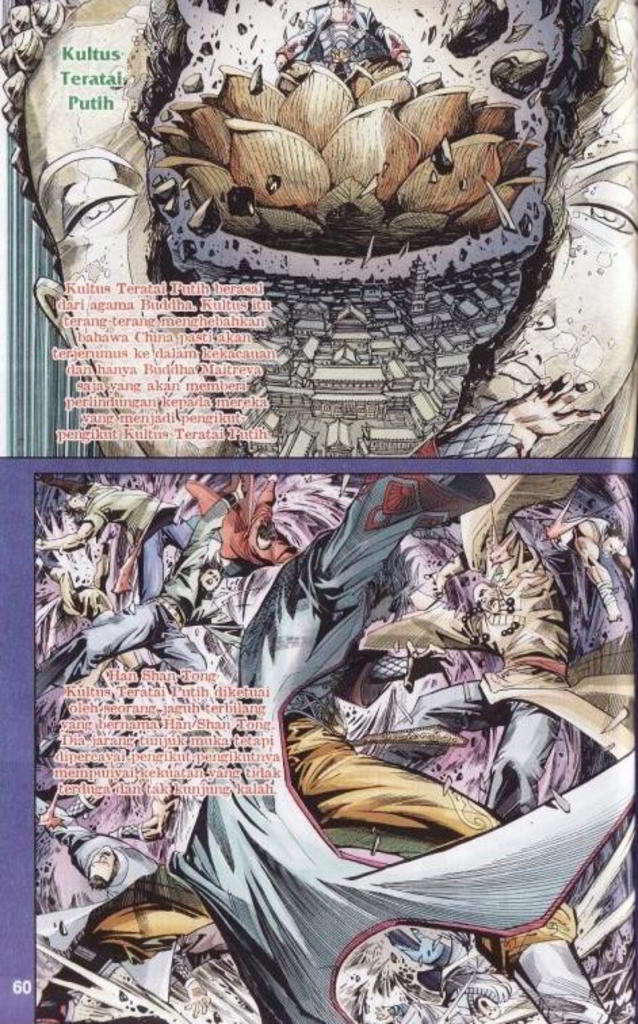 Kultus
Teratai
Putih
Kultus Teratai Putih berasal
dari agama Buddha. Kultus itu
terang-terang menghebahkan
bahawa China pasti akan
terjerumus ke dalam kekacauan
dan hanya Buddha Maitreya
saja yang akan memberi
perlindungan kepada mereka
yang menjadi pengikut-
pengikut Kultus Teratai Putih.
Han Shan Tong
Kultus Teratai Putih diketuai
oleh seorang jaguh terbilang
yang bernama Han Shan Tong.
Dia jarang tunjuk muka tetapi
dipercayai pengikut-pengikutnya
mempunyai kekuatan yang tidak
terduga dan tak kunjung kalah.
60